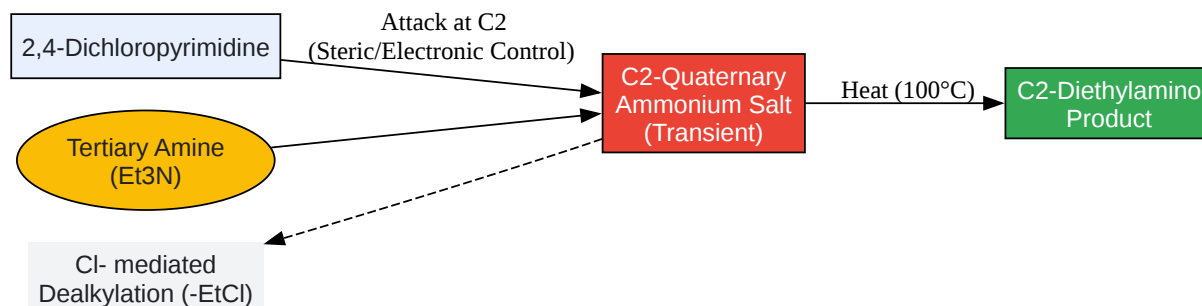 2,4-Dichloropyrimidine
Attack at C2
(Steric/Electronic Control)
Tertiary Amine
(Et3N)
C2-Quaternary
Ammonium Salt
(Transient)
Heat (100°C)
C2-Diethylamino
Product
Cl- mediated
Dealkylation (-EtCl)